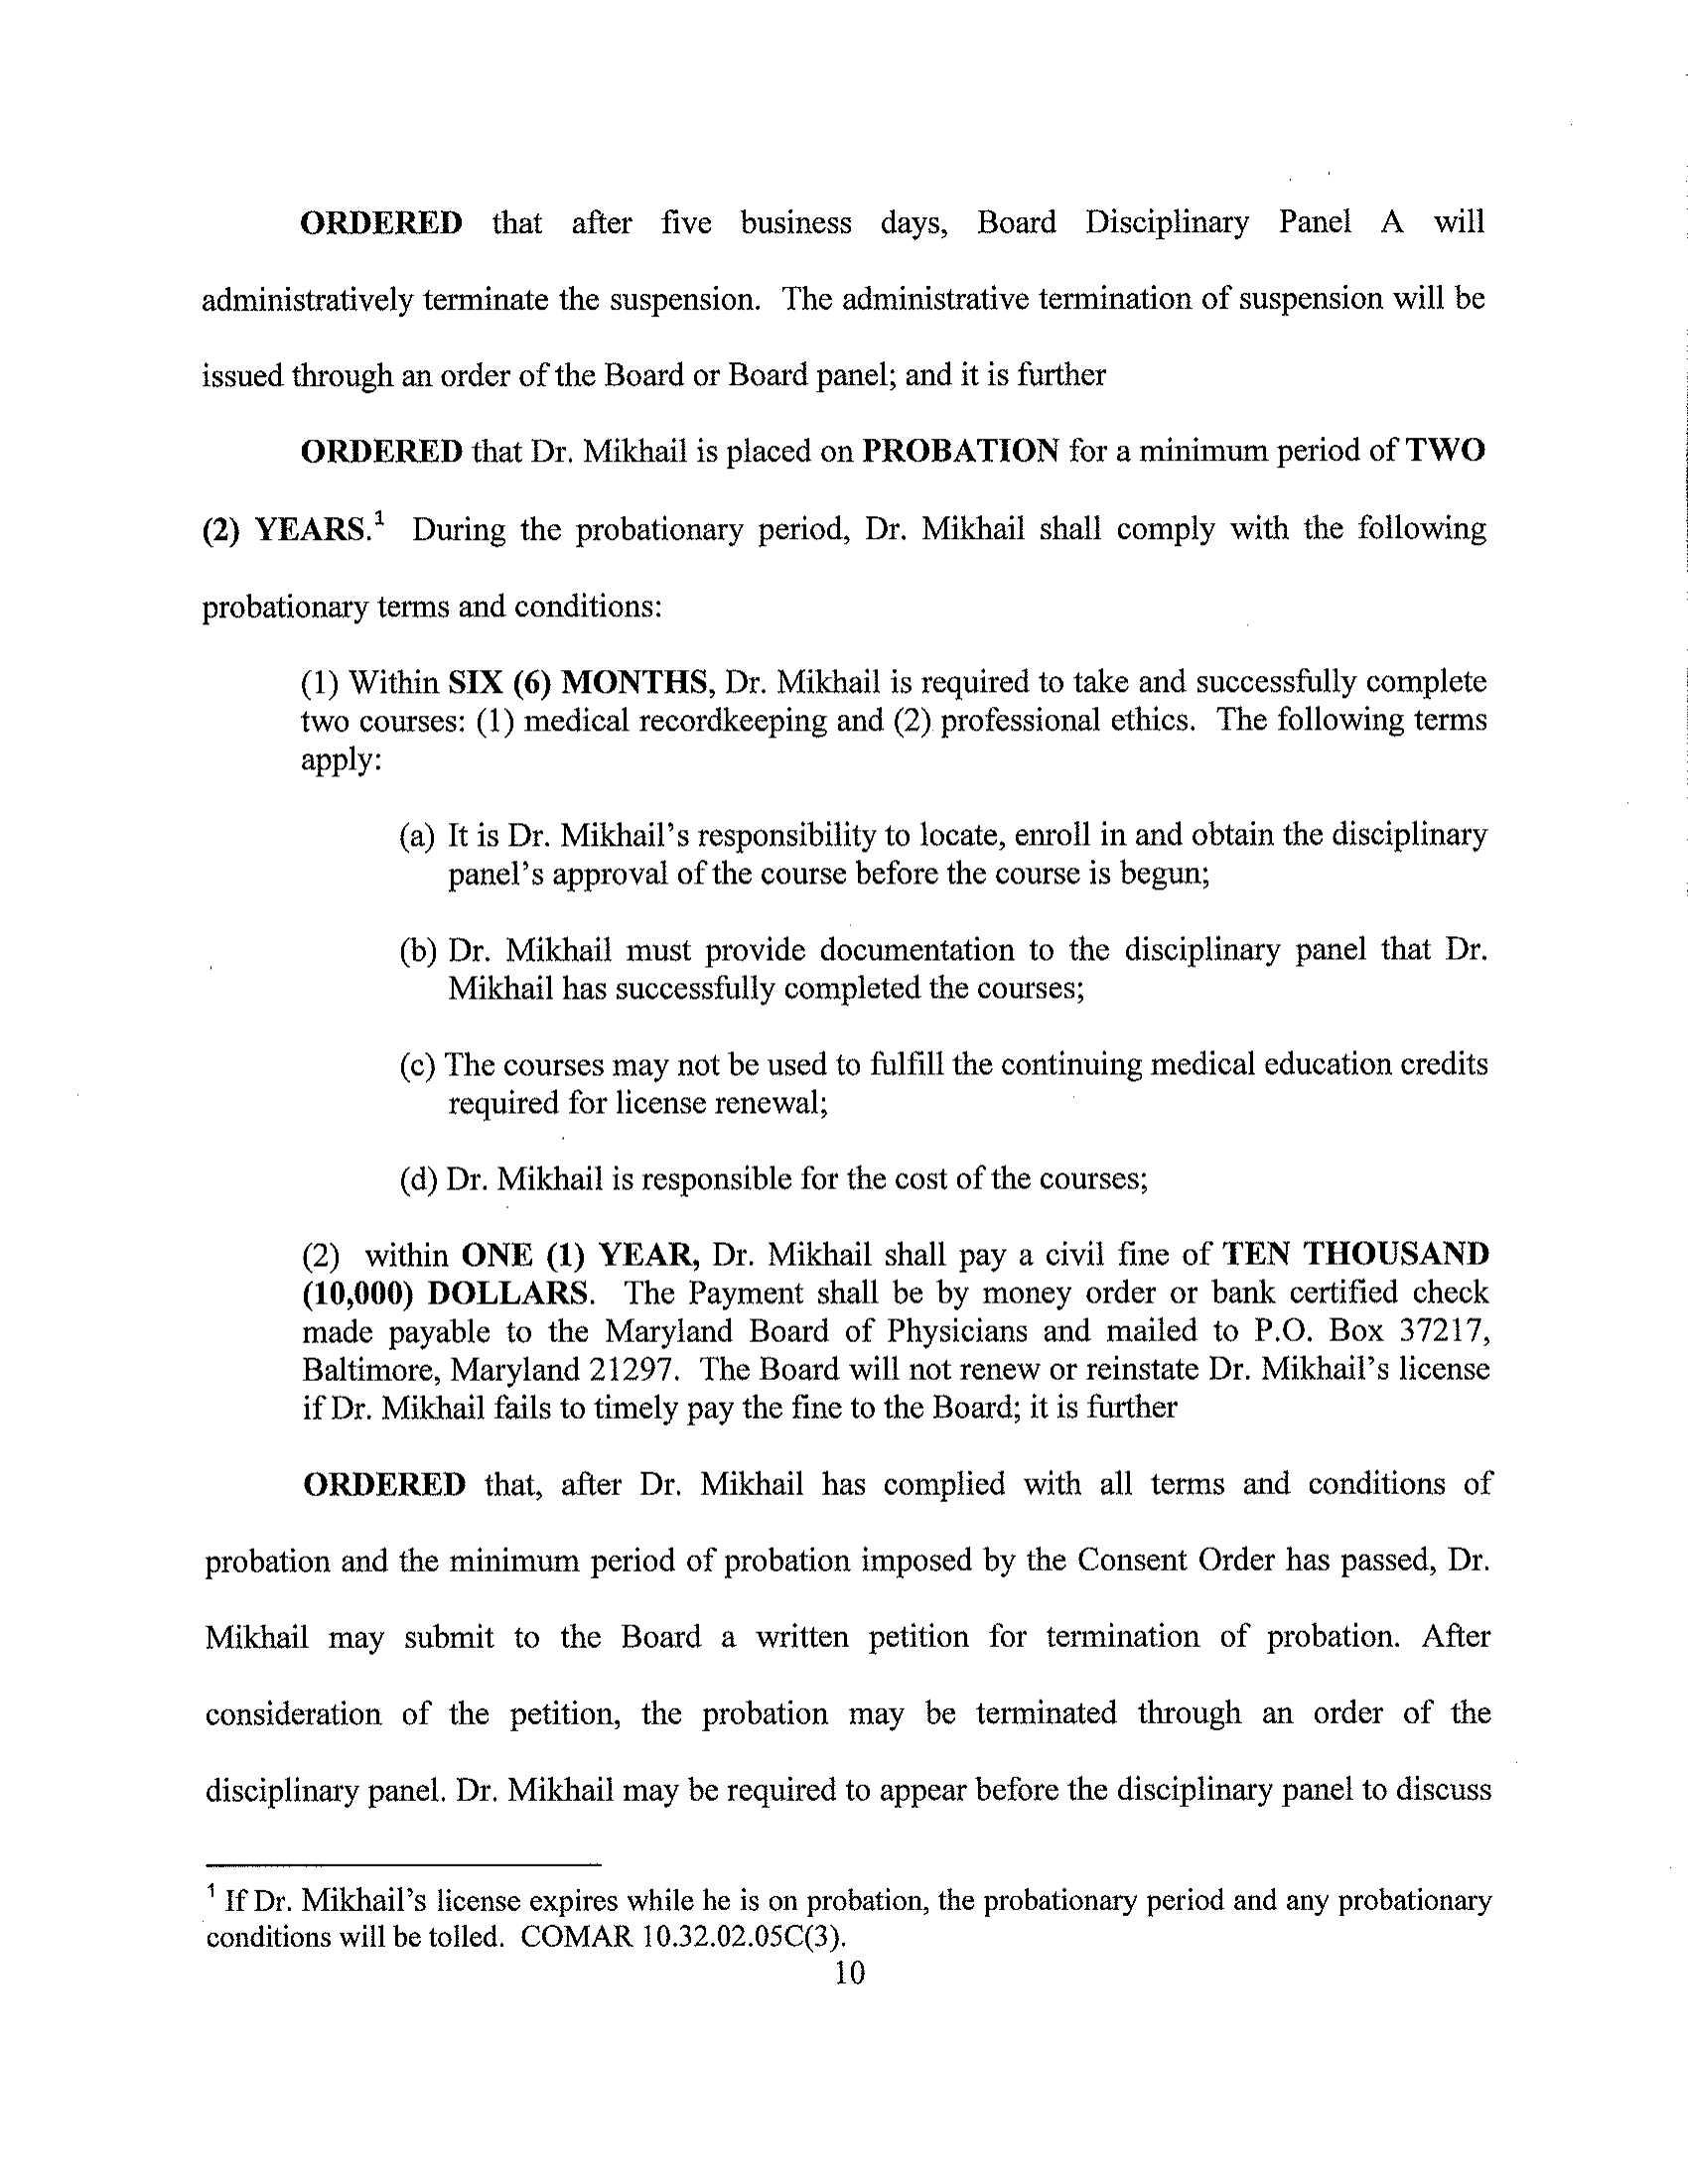 ORDERED that after five business days, Board Disciplinary Panel A will
administratively terminate the suspension. The administrative termination of suspension will be
issued through an order of the Board or Board panel; and it is further
ORDERED that Dr. Mikhail is placed on PROBATION for a minimum period of TWO
(2) YEARS.¹ During the probationary period, Dr. Mikhail shall comply with the following
probationary terms and conditions:
(1) Within SIX (6) MONTHS, Dr. Mikhail is required to take and successfully complete
two courses: (1) medical recordkeeping and (2) professional ethics. The following terms
apply:
(a) It is Dr. Mikhail's responsibility to locate, enroll in and obtain the disciplinary
panel's approval of the course before the course is begun;
(b) Dr. Mikhail must provide documentation to the disciplinary panel that Dr.
Mikhail has successfully completed the courses;
(c) The courses may not be used to fulfill the continuing medical education credits
required for license renewal;
(d) Dr. Mikhail is responsible for the cost of the courses;
(2) within ONE (1) YEAR, Dr. Mikhail shall pay a civil fine of TEN THOUSAND
(10,000) DOLLARS. The Payment shall be by money order or bank certified check
made payable to the Maryland Board of Physicians and mailed to P.O. Box 37217,
Baltimore, Maryland 21297. The Board will not renew or reinstate Dr. Mikhail's license
if Dr. Mikhail fails to timely pay the fine to the Board; it is further
ORDERED that, after Dr. Mikhail has complied with all terms and conditions of
probation and the minimum period of probation imposed by the Consent Order has passed, Dr.
Mikhail may submit to the Board a written petition for termination of probation. After
consideration of the petition, the probation may be terminated through an order of the
disciplinary panel. Dr. Mikhail may be required to appear before the disciplinary panel to discuss
¹ If Dr. Mikhail's license expires while he is on probation, the probationary period and any probationary
conditions will be tolled. COMAR 10.32.02.05C(3).
10